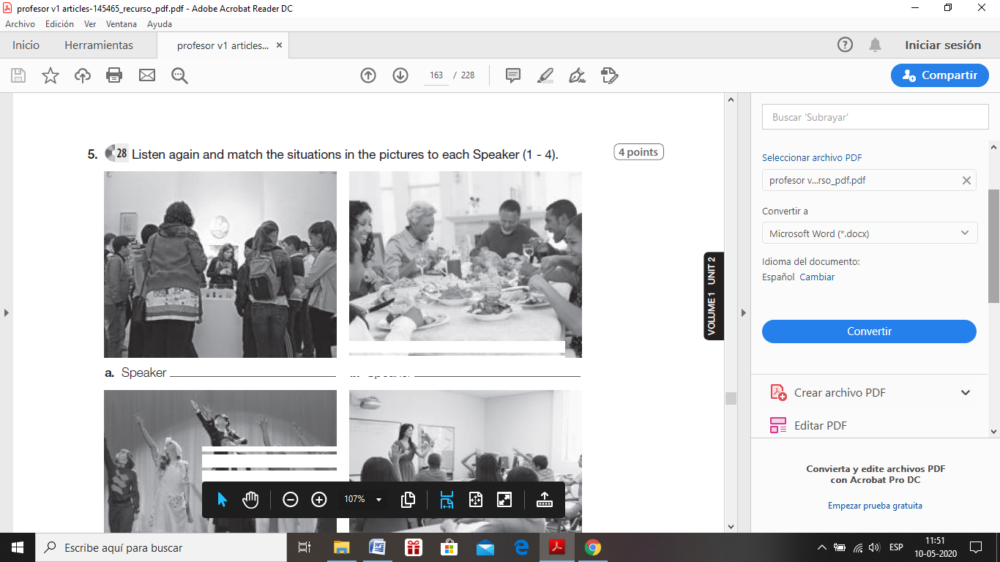 profesor v1 articles-145465_recurso_pdf.pdf - Adobe Acrobat Reader DC
Archivo Edición Ver Ventana Ayuda
Inicio Herramientas profesor v1 articles... × Iniciar sesión
163 / 228 Compartir
5. 28 Listen again and match the situations in the pictures to each Speaker (1 - 4). 4 points
a. Speaker
VOLUME 1 UNIT 2
107%
Buscar 'Subrayar'
Seleccionar archivo PDF
profesor v...rso_pdf.pdf
Convertir a
Microsoft Word (*.docx)
Idioma del documento:
Español Cambiar
Convertir
Crear archivo PDF
Editar PDF
Convierta y edite archivos PDF
con Acrobat Pro DC
Empezar prueba gratuita
Escribe aquí para buscar
ESP
11:51
10-05-2020